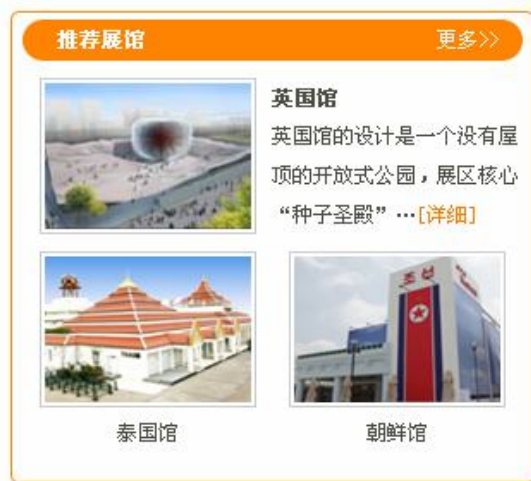 推荐展馆 更多>>
英国馆
英国馆的设计是一个没有屋
顶的开放式公园，展区核心
“种子圣殿”…[详细]
조선
泰国馆 朝鲜馆